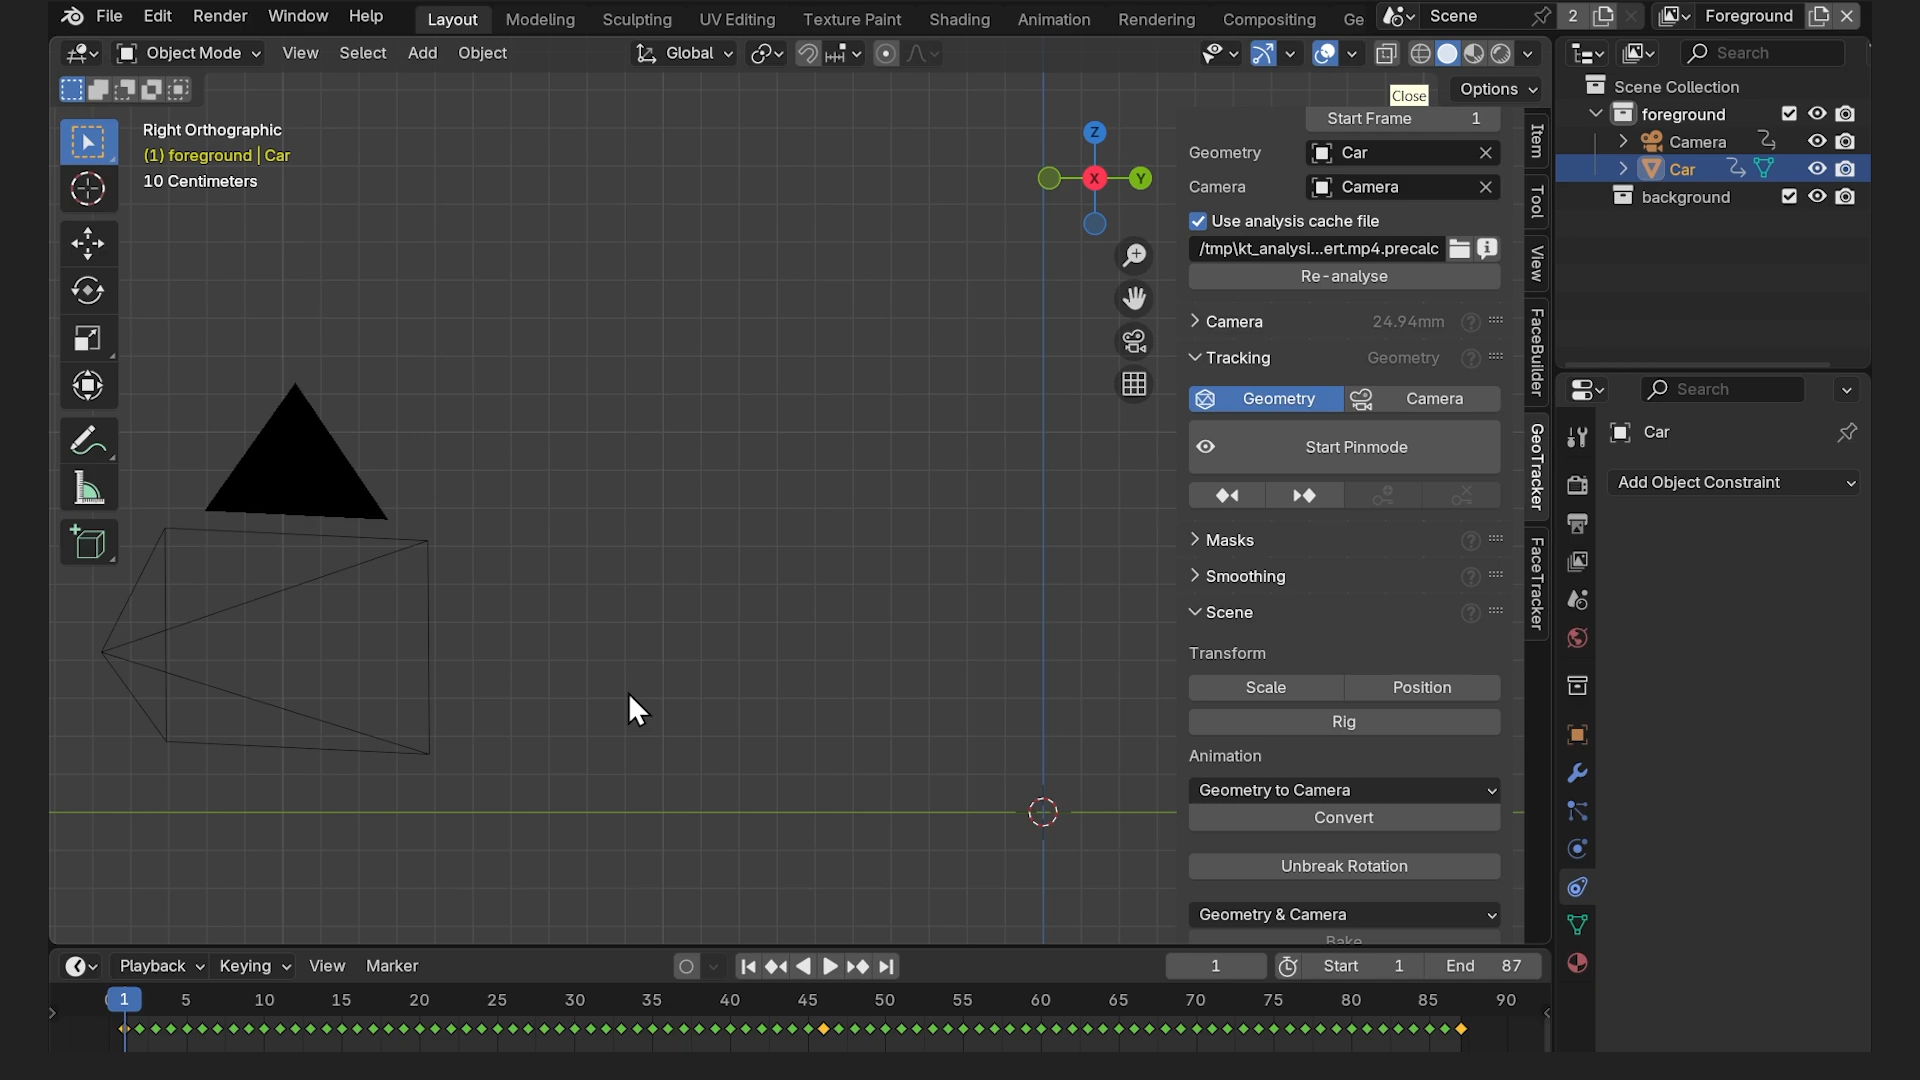 File Edit Render Window Help Layout Modeling Sculpting UV Editing Texture Paint Shading Animation Rendering Compositing Ge Scene 2 Foreground
Object Mode View Select Add Object Global Search
Close Options
Right Orthographic
(1) foreground | Car
10 Centimeters
Z
X
Y
Start Frame 1
Geometry Car
Camera Camera
Use analysis cache file
/tmp\kt_analysi...ert.mp4.precalc
Re-analyse
Camera 24.94mm
Tracking Geometry
Geometry Camera
Start Pinmode
Masks
Smoothing
Scene
Transform
Scale Position
Rig
Animation
Geometry to Camera
Convert
Unbreak Rotation
Geometry & Camera
Bake
Item
Tool
View
FaceBuilder
GeoTracker
FaceTracker
Scene Collection
foreground
Camera
Car
background
Search
Car
Add Object Constraint
Playback Keying View Marker 1 Start 1 End 87
1 5 10 15 20 25 30 35 40 45 50 55 60 65 70 75 80 85 90